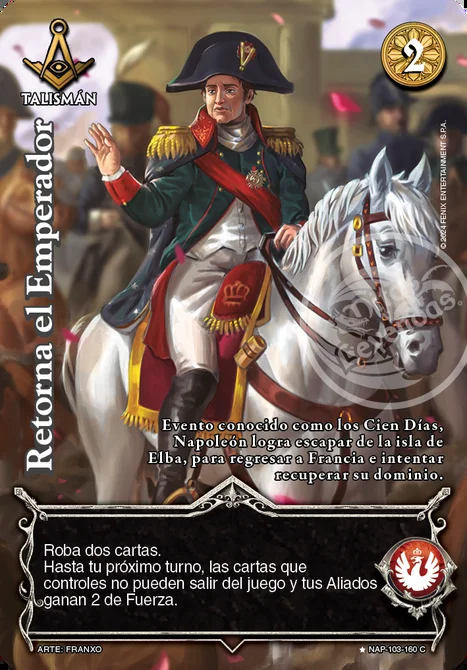 TALISMÁN
2
Retorna el Emperador
© 2024 FENIX ENTERTAINMENT S.P.A.
Evento conocido como los Cien Días,
Napoleón logra escapar de la isla de
Elba, para regresar a Francia e intentar
recuperar su dominio.
Roba dos cartas.
Hasta tu próximo turno, las cartas que
controles no pueden salir del juego y tus Aliados
ganan 2 de Fuerza.
ARTE: FRANXO
★ NAP-103-160 C